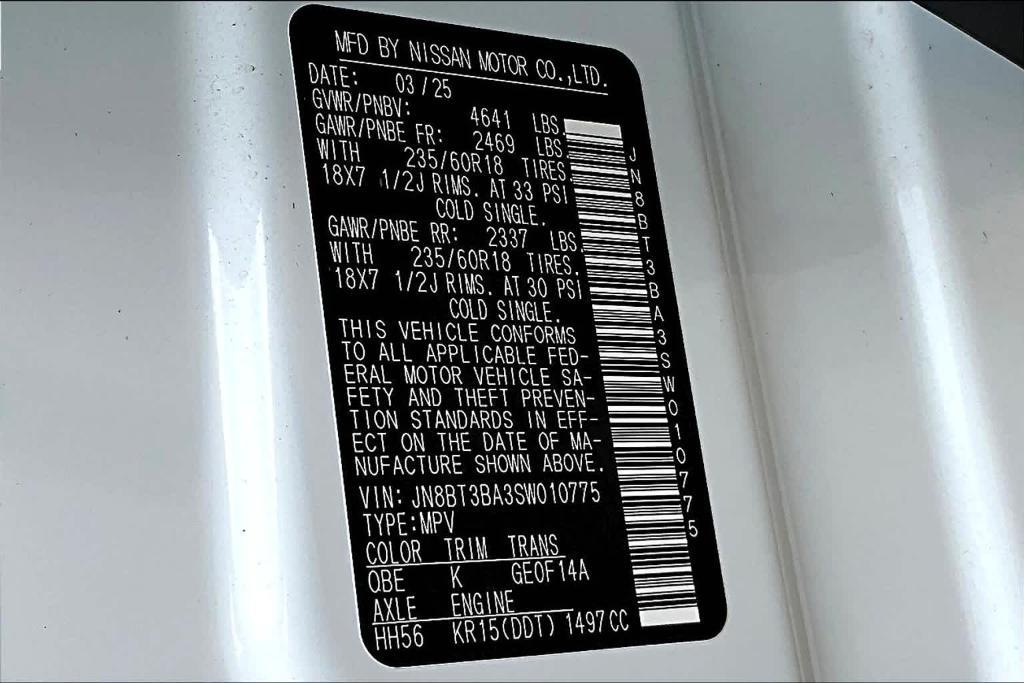 MFD BY NISSAN MOTOR CO.,LTD.
DATE: 03/25
GVWR/PNBV: 4641 LBS.
GAWR/PNBE FR: 2469 LBS.
WITH 235/60R18 TIRES.
18X7 1/2J RIMS. AT 33 PSI
COLD SINGLE.
GAWR/PNBE RR: 2337 LBS.
WITH 235/60R18 TIRES.
18X7 1/2J RIMS. AT 30 PSI
COLD SINGLE.
THIS VEHICLE CONFORMS
TO ALL APPLICABLE FED-
ERAL MOTOR VEHICLE SA-
FETY AND THEFT PREVEN-
TION STANDARDS IN EFF-
ECT ON THE DATE OF MA-
NUFACTURE SHOWN ABOVE.
VIN: JN8BT3BA3SW010775
TYPE:MPV
COLOR TRIM TRANS
QBE K GE0F14A
AXLE ENGINE
HH56 KR15(DDT) 1497CC
JN8BT3BA3SW010775